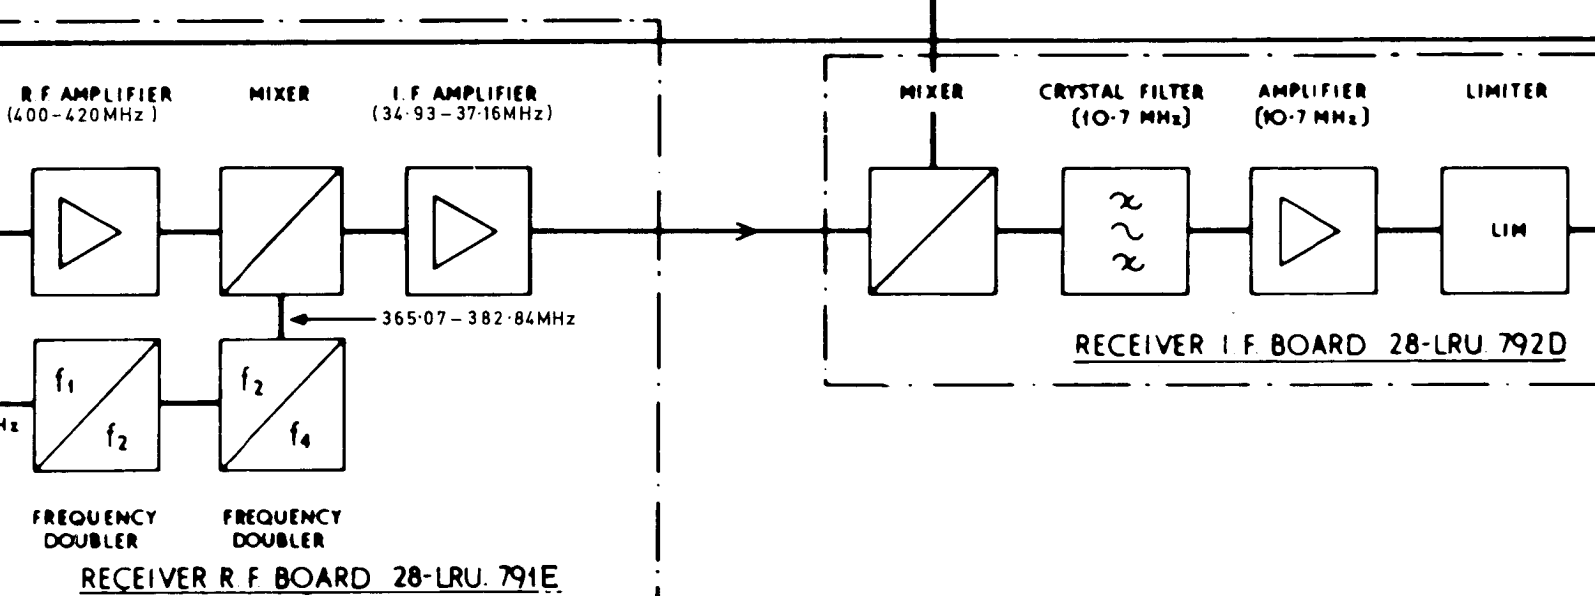 R.F. AMPLIFIER
(400-420MHz)
MIXER
I.F AMPLIFIER
(34·93-37·16MHz)
MIXER
CRYSTAL FILTER
(10·7 MHz)
AMPLIFIER
(10·7 MHz)
LIMITER
LIM
365·07-382·84MHz
RECEIVER I.F. BOARD 28-LRU. 792D
f1
f2
f2
f4
Hz
FREQUENCY
DOUBLER
FREQUENCY
DOUBLER
RECEIVER R.F. BOARD 28-LRU. 791E